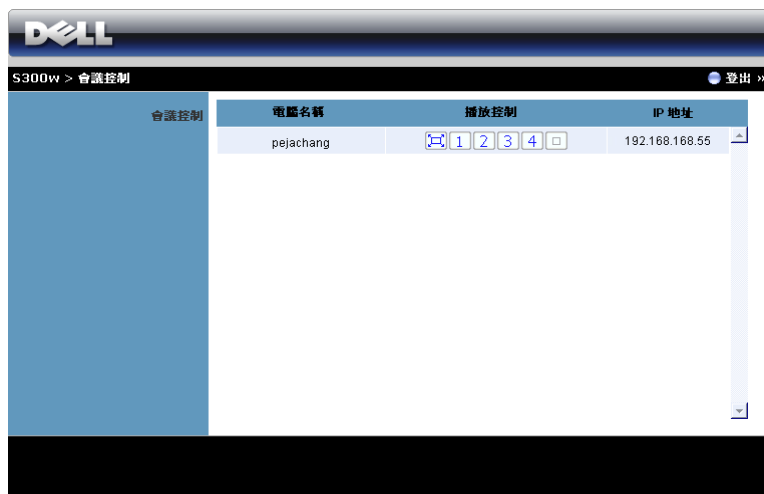 DELL
S300w > 會議控制
登出 »
會議控制
電腦名稱 播放控制 IP 地址
pejachang 1 2 3 4 192.168.168.55